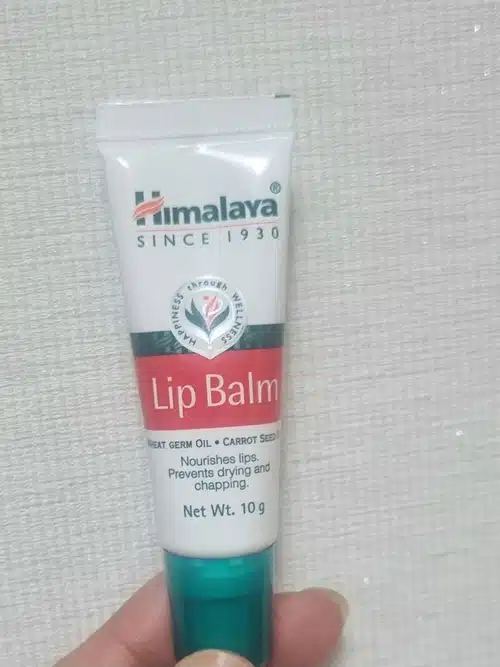 Himalaya®
SINCE 1930
HAPPINESS through WELLNESS
Lip Balm
GERM OIL • CARROT SEED
Nourishes lips.
Prevents drying and
chapping.
Net Wt. 10 g